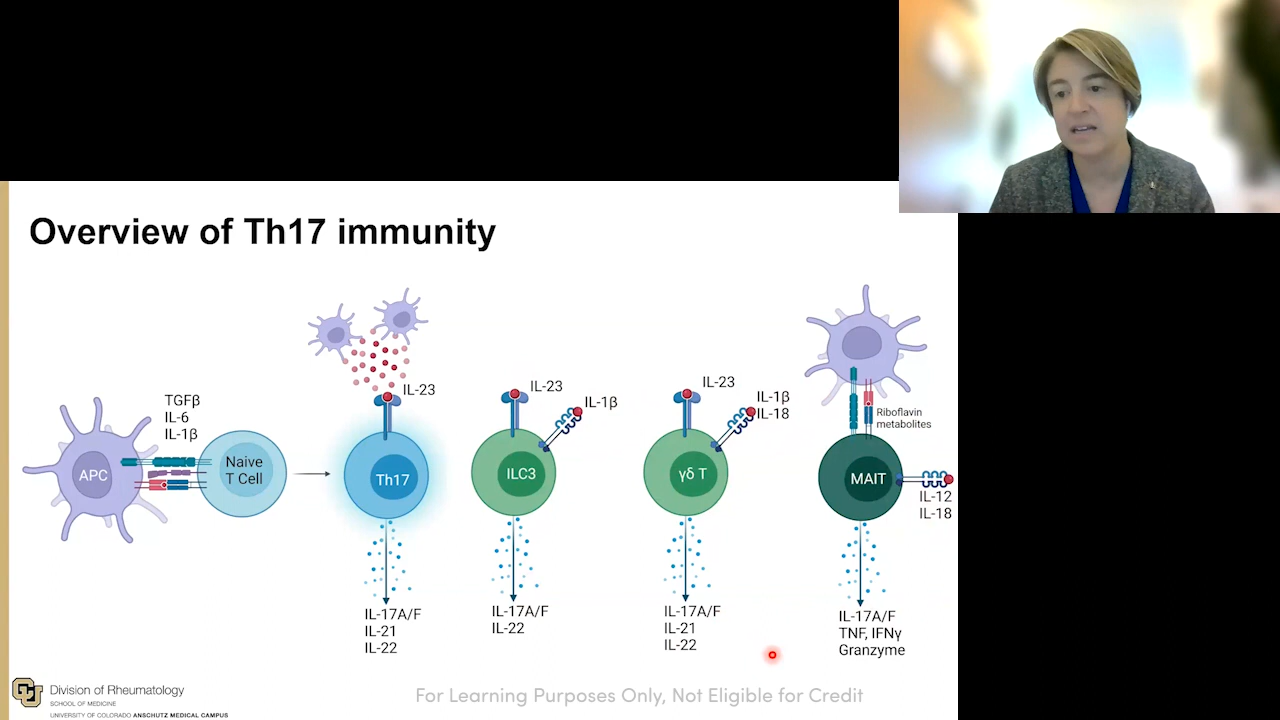 Overview of Th17 immunity
TGFβ
IL-6
IL-1β
APC
Naive
T Cell
IL-23
Th17
IL-17A/F
IL-21
IL-22
IL-23
IL-1β
ILC3
IL-17A/F
IL-22
IL-23
IL-1β
IL-18
γδ T
IL-17A/F
IL-21
IL-22
Riboflavin
metabolites
MAIT
IL-12
IL-18
IL-17A/F
TNF, IFNγ
Granzyme
CU
Division of Rheumatology
SCHOOL OF MEDICINE
UNIVERSITY OF COLORADO ANSCHUTZ MEDICAL CAMPUS
For Learning Purposes Only, Not Eligible for Credit